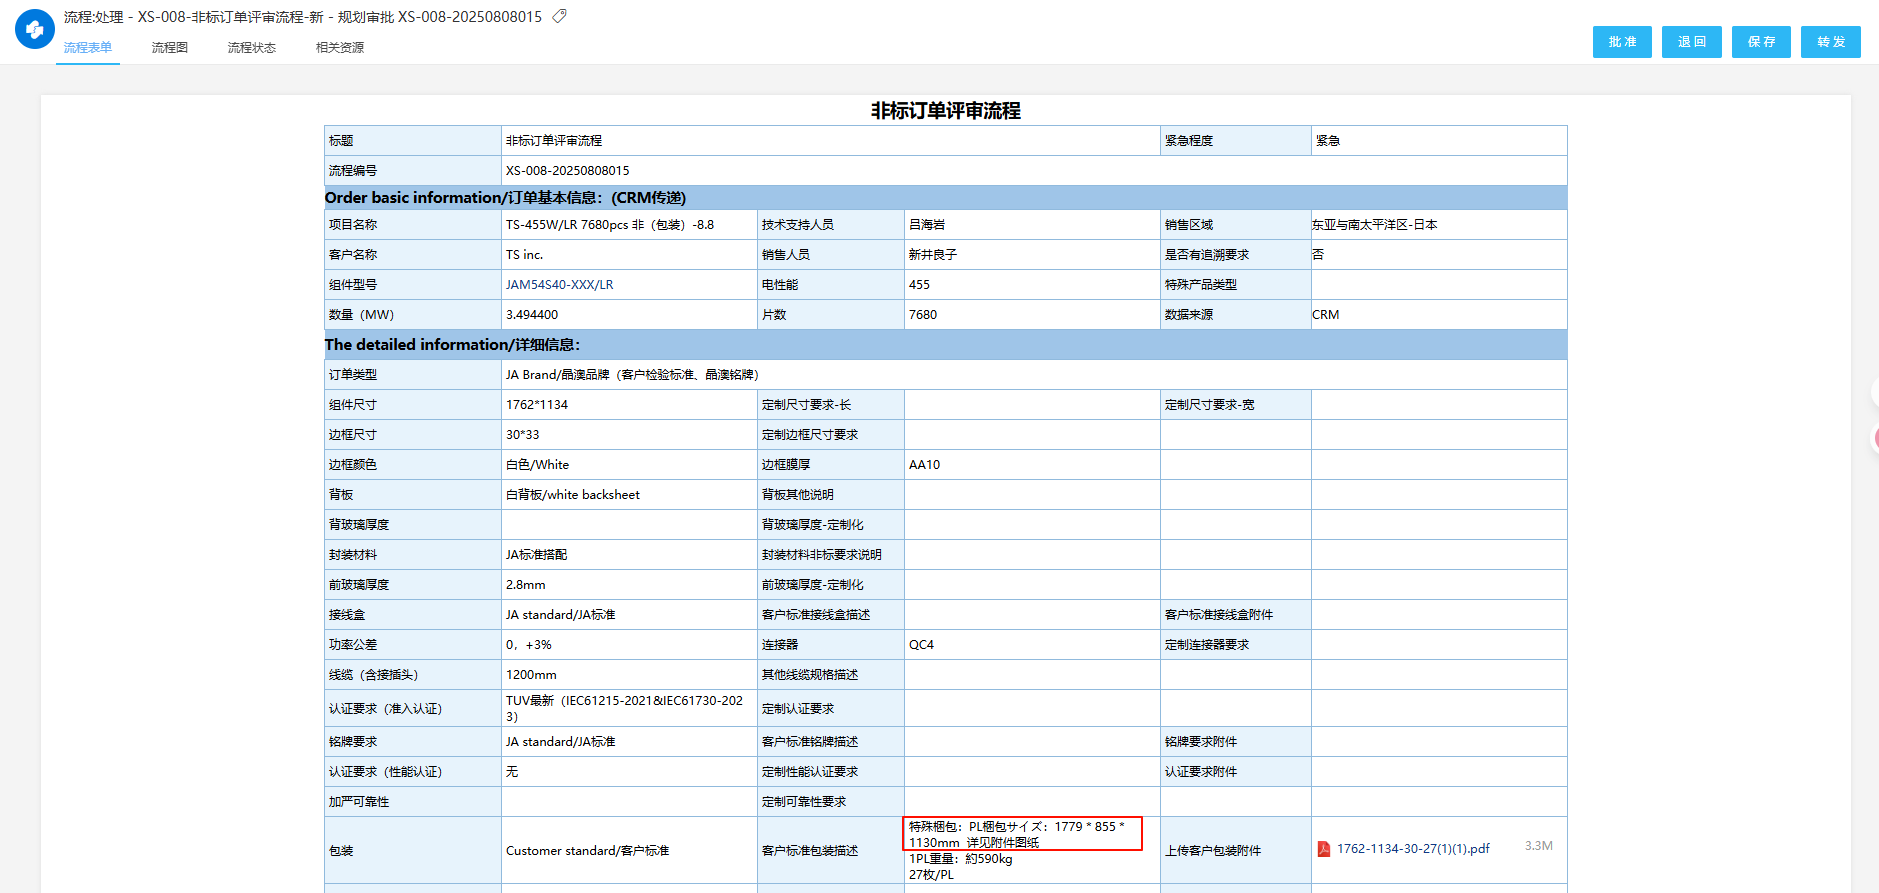 流程:处理 - XS-008-非标订单评审流程-新 - 规划审批 XS-008-20250808015
流程表单 流程图 流程状态 相关资源
批准 退回 保存 转发
非标订单评审流程
标题 非标订单评审流程 紧急程度 紧急
流程编号 XS-008-20250808015
Order basic information/订单基本信息：(CRM传递)
项目名称 TS-455W/LR 7680pcs 非（包装）-8.8 技术支持人员 吕海岩 销售区域 东亚与南太平洋区-日本
客户名称 TS inc. 销售人员 新井良子 是否有追溯要求 否
组件型号 JAM54S40-XXX/LR 电性能 455 特殊产品类型
数量（MW） 3.494400 片数 7680 数据来源 CRM
The detailed information/详细信息：
订单类型 JA Brand/晶澳品牌（客户检验标准、晶澳铭牌）
组件尺寸 1762*1134 定制尺寸要求-长 定制尺寸要求-宽
边框尺寸 30*33 定制边框尺寸要求
边框颜色 白色/White 边框膜厚 AA10
背板 白背板/white backsheet 背板其他说明
背玻璃厚度 背玻璃厚度-定制化
封装材料 JA标准搭配 封装材料非标要求说明
前玻璃厚度 2.8mm 前玻璃厚度-定制化
接线盒 JA standard/JA标准 客户标准接线盒描述 客户标准接线盒附件
功率公差 0，+3% 连接器 QC4 定制连接器要求
线缆（含接插头） 1200mm 其他线缆规格描述
认证要求（准入认证） TUV最新（IEC61215-2021&IEC61730-202
3） 定制认证要求
铭牌要求 JA standard/JA标准 客户标准铭牌描述 铭牌要求附件
认证要求（性能认证） 无 定制性能认证要求 认证要求附件
加严可靠性 定制可靠性要求
包装 Customer standard/客户标准 客户标准包装描述 特殊梱包：PL梱包サイズ：1779 * 855 *
1130mm 详见附件图纸
1PL重量：約590kg
27枚/PL
上传客户包装附件 1762-1134-30-27(1)(1).pdf 3.3M